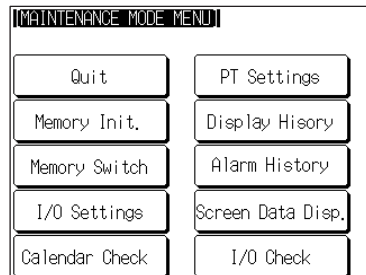 [MAINTENANCE MODE MENU]
Quit
PT Settings
Memory Init.
Display Hisory
Memory Switch
Alarm History
I/O Settings
Screen Data Disp.
Calendar Check
I/O Check